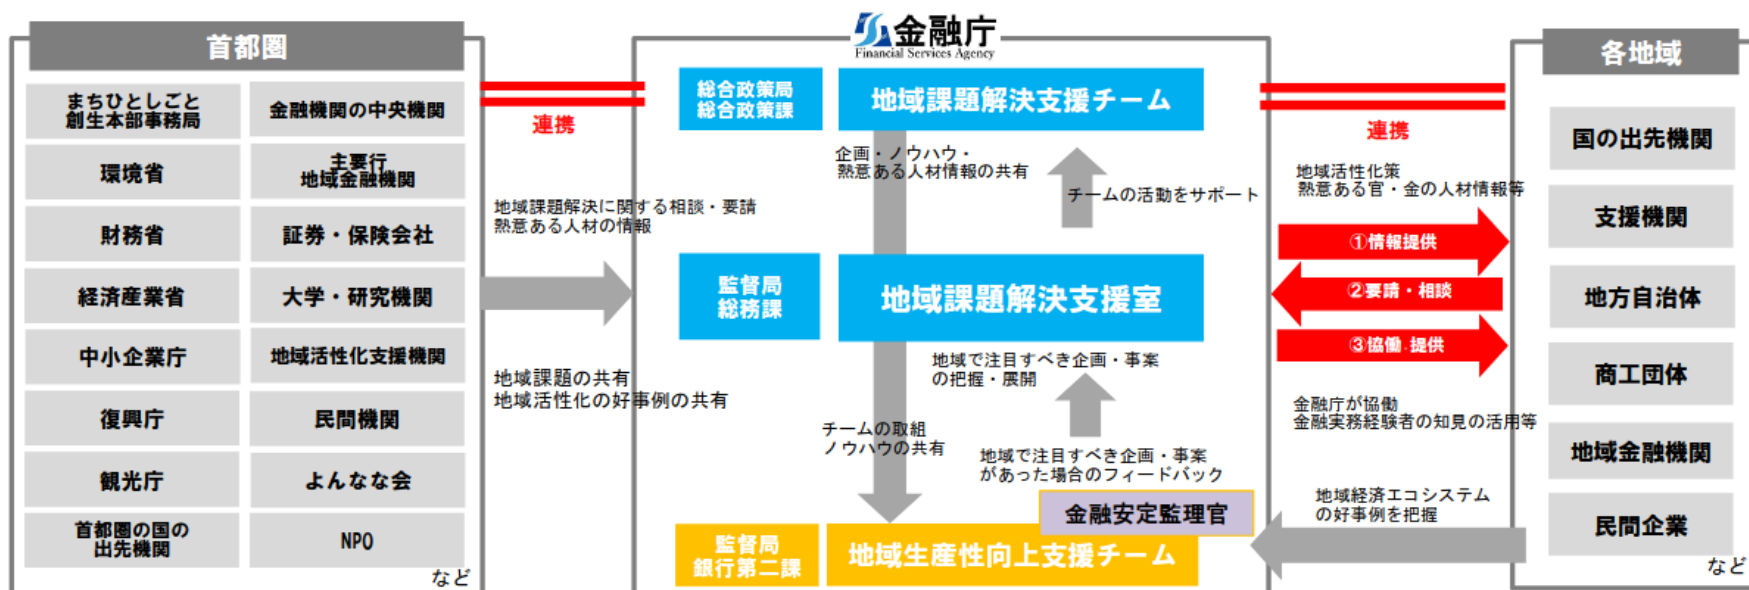 首都圏
まちひとしごと
創生本部事務局
金融機関の中央機関
環境省
主要行
地域金融機関
財務省
証券・保険会社
経済産業省
大学・研究機関
中小企業庁
地域活性化支援機関
復興庁
民間機関
観光庁
よんなな会
首都圏の国の
出先機関
NPO
など
連携
地域課題解決に関する相談・要請
熱意ある人材の情報
地域課題の共有
地域活性化の好事例の共有
金融庁
Financial Services Agency
総合政策局
総合政策課
地域課題解決支援チーム
企画・ノウハウ・
熱意ある人材情報の共有
チームの活動をサポート
監督局
総務課
地域課題解決支援室
地域で注目すべき企画・事案
の把握・展開
チームの取組
ノウハウの共有
地域で注目すべき企画・事案
があった場合のフィードバック
金融安定監理官
監督局
銀行第二課
地域生産性向上支援チーム
連携
地域活性化策
熱意ある官・金の人材情報等
①情報提供
②要請・相談
③協働・提供
金融庁が協働
金融実務経験者の知見の活用等
地域経済エコシステム
の好事例を把握
各地域
国の出先機関
支援機関
地方自治体
商工団体
地域金融機関
民間企業
など